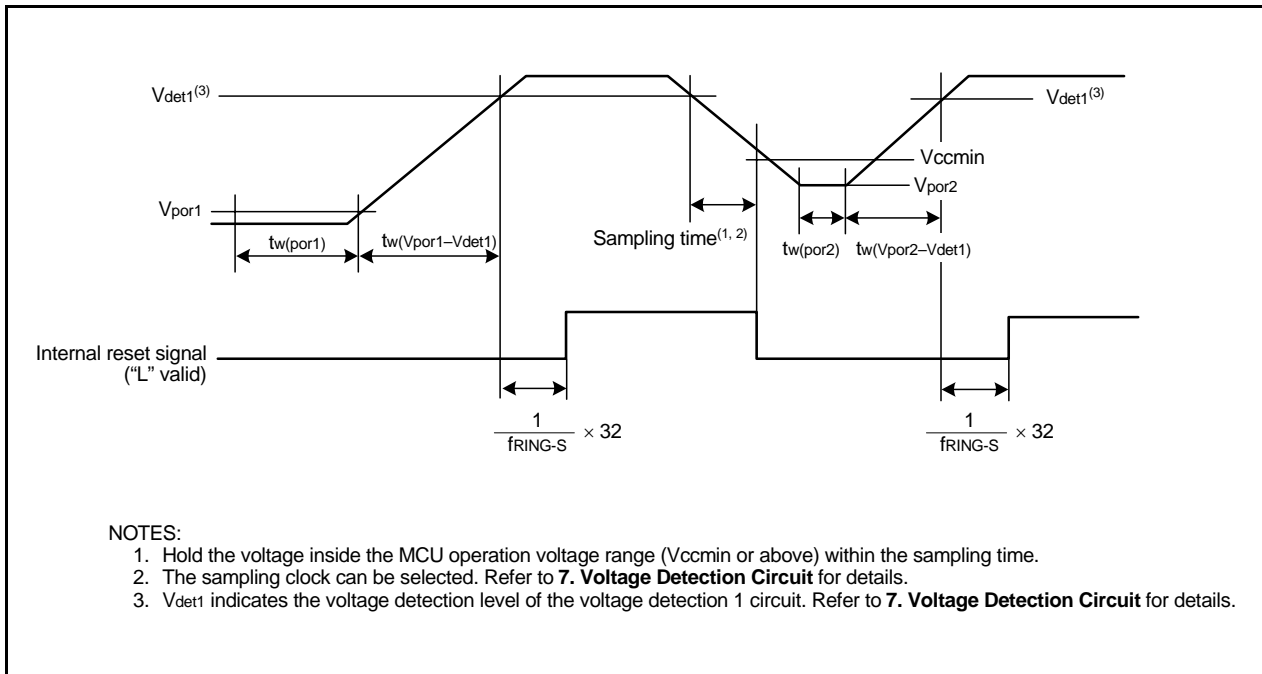 Vdet1(3)
Vdet1(3)
Vccmin
Vpor2
Vpor1
tw(por1)
tw(Vpor1–Vdet1)
Sampling time(1, 2)
tw(por2)
tw(Vpor2–Vdet1)
Internal reset signal
(“L” valid)
1
fRING-S
× 32
1
fRING-S
× 32
NOTES:
1. Hold the voltage inside the MCU operation voltage range (Vccmin or above) within the sampling time.
2. The sampling clock can be selected. Refer to 7. Voltage Detection Circuit for details.
3. Vdet1 indicates the voltage detection level of the voltage detection 1 circuit. Refer to 7. Voltage Detection Circuit for details.